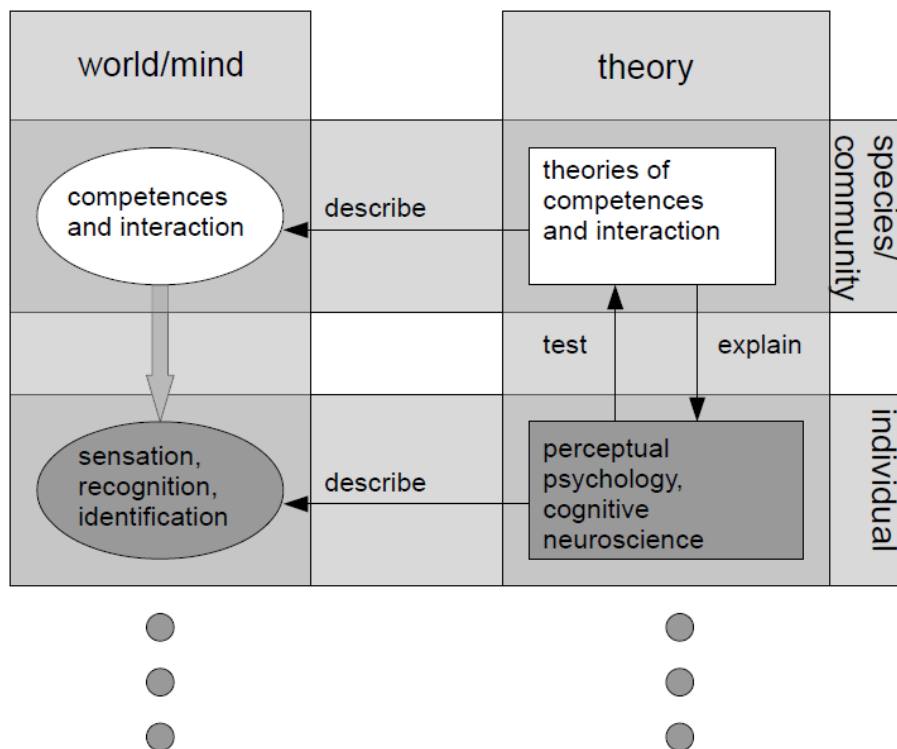 world/mind
theory
species/
community
competences
and interaction
describe
theories of
competences
and interaction
test
explain
individual
sensation,
recognition,
identification
describe
perceptual
psychology,
cognitive
neuroscience